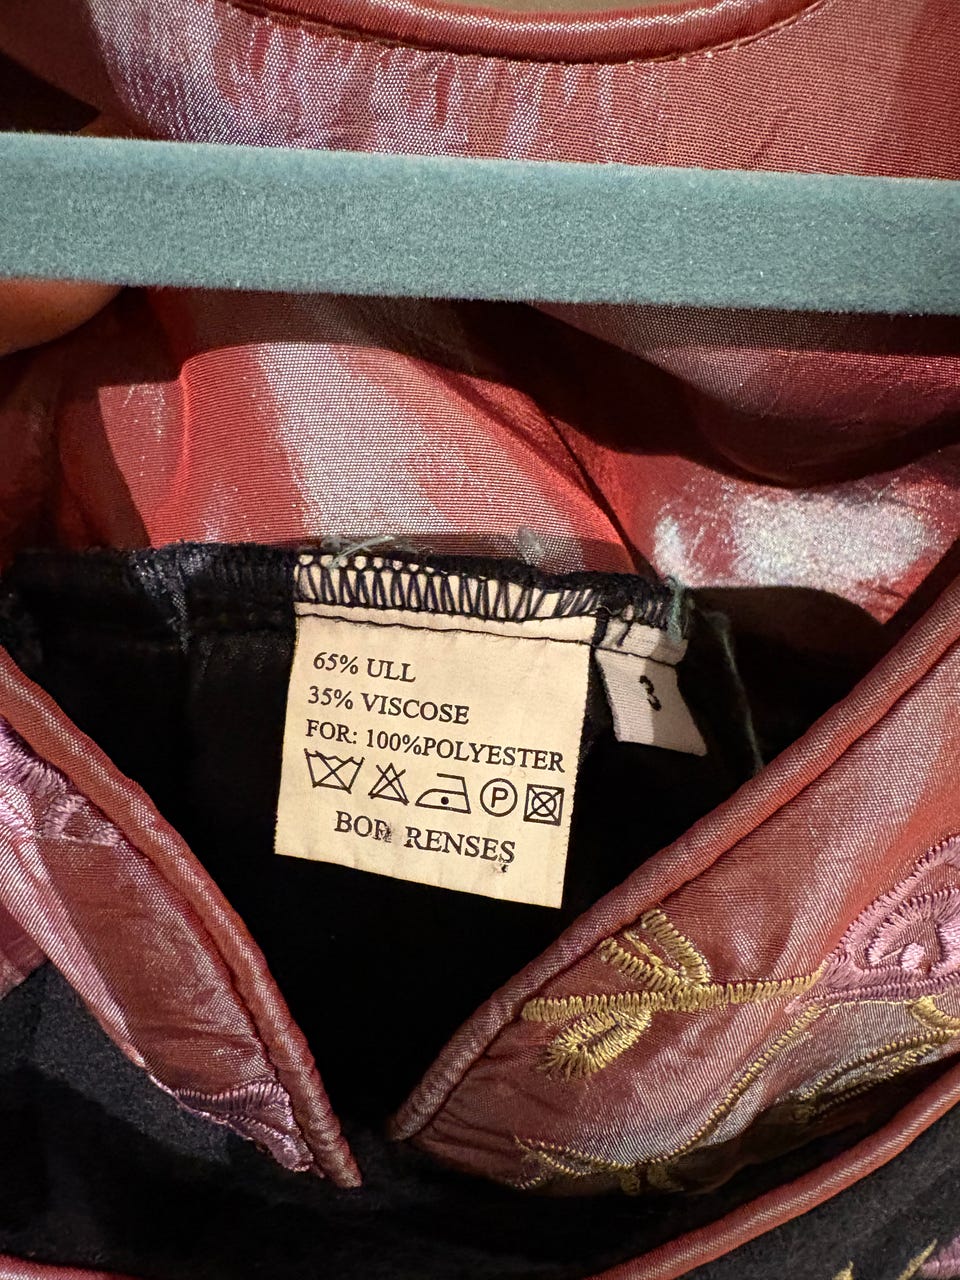 65% ULL
35% VISCOSE
FOR: 100%POLYESTER
P
BØR RENSES
3